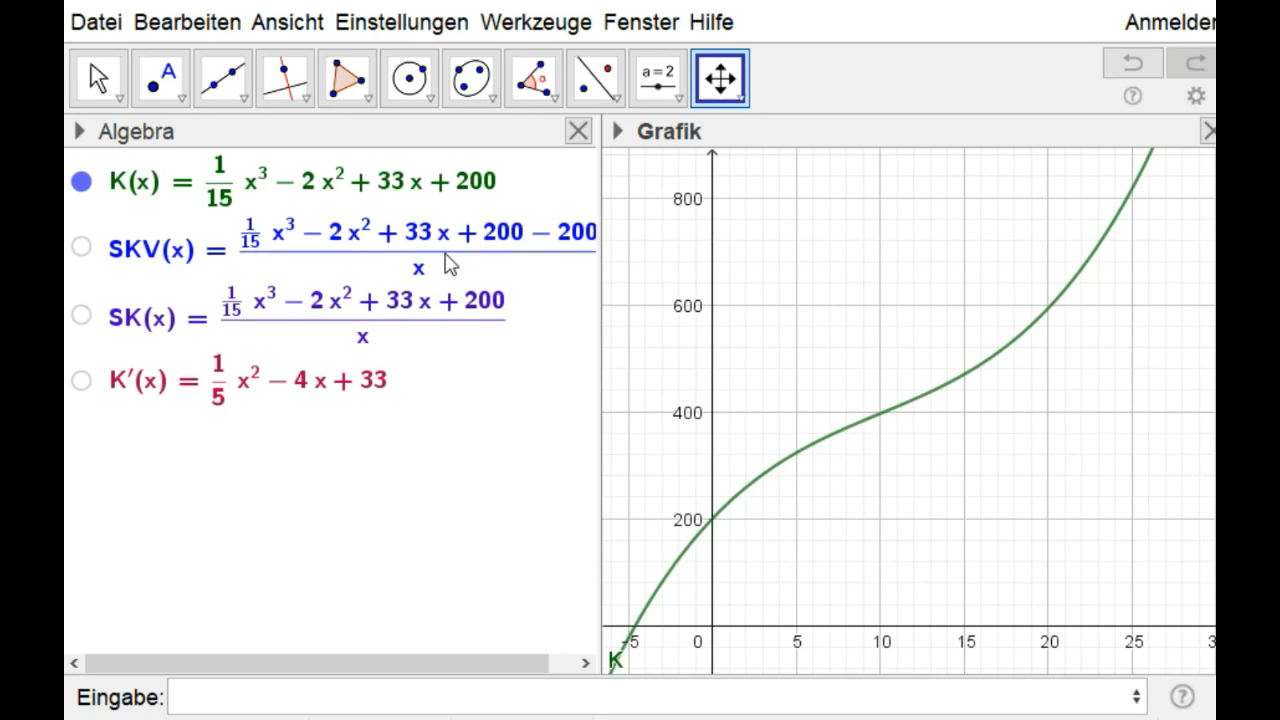 Datei Bearbeiten Ansicht Einstellungen Werkzeuge Fenster Hilfe Anmelden
A α a=2
Algebra
Grafik
K(x) = 1/15 x³ − 2 x² + 33 x + 200
SKV(x) = (1/15 x³ − 2 x² + 33 x + 200 − 200) / x
SK(x) = (1/15 x³ − 2 x² + 33 x + 200) / x
K′(x) = 1/5 x² − 4 x + 33
800
600
400
200
-5 0 5 10 15 20 25 3
K
Eingabe: